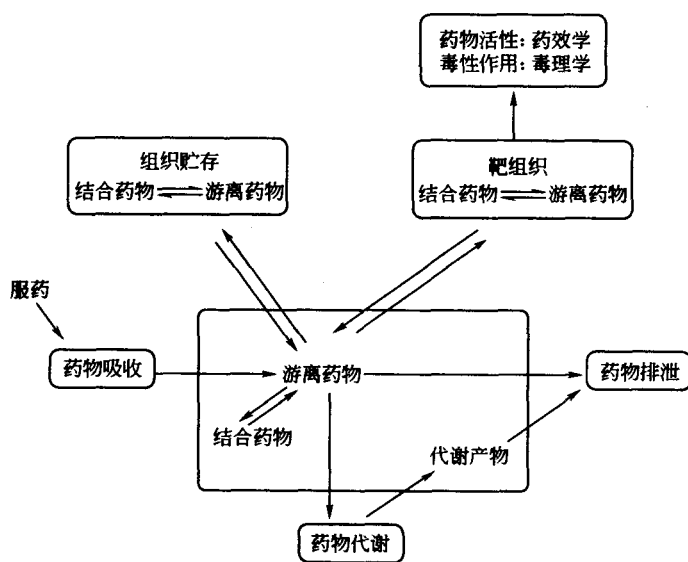 药物活性：药效学
毒性作用：毒理学
组织贮存
结合药物 游离药物
靶组织
结合药物 游离药物
服药
药物吸收
游离药物
药物排泄
结合药物
代谢产物
药物代谢